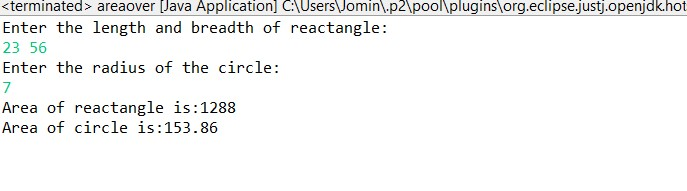 <terminated> areaover [Java Application] C:\Users\Jomin\.p2\pool\plugins\org.eclipse.justj.openjdk.hot
Enter the length and breadth of reactangle:
23 56
Enter the radius of the circle:
7
Area of reactangle is:1288
Area of circle is:153.86